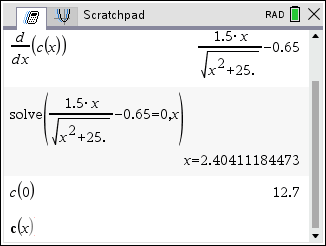 Scratchpad RAD
d/dx(c(x)) 1.5·x/√(x²+25.)−0.65
solve(1.5·x/√(x²+25.)−0.65=0,x)
x=2.40411184473
c(0) 12.7
c(x)